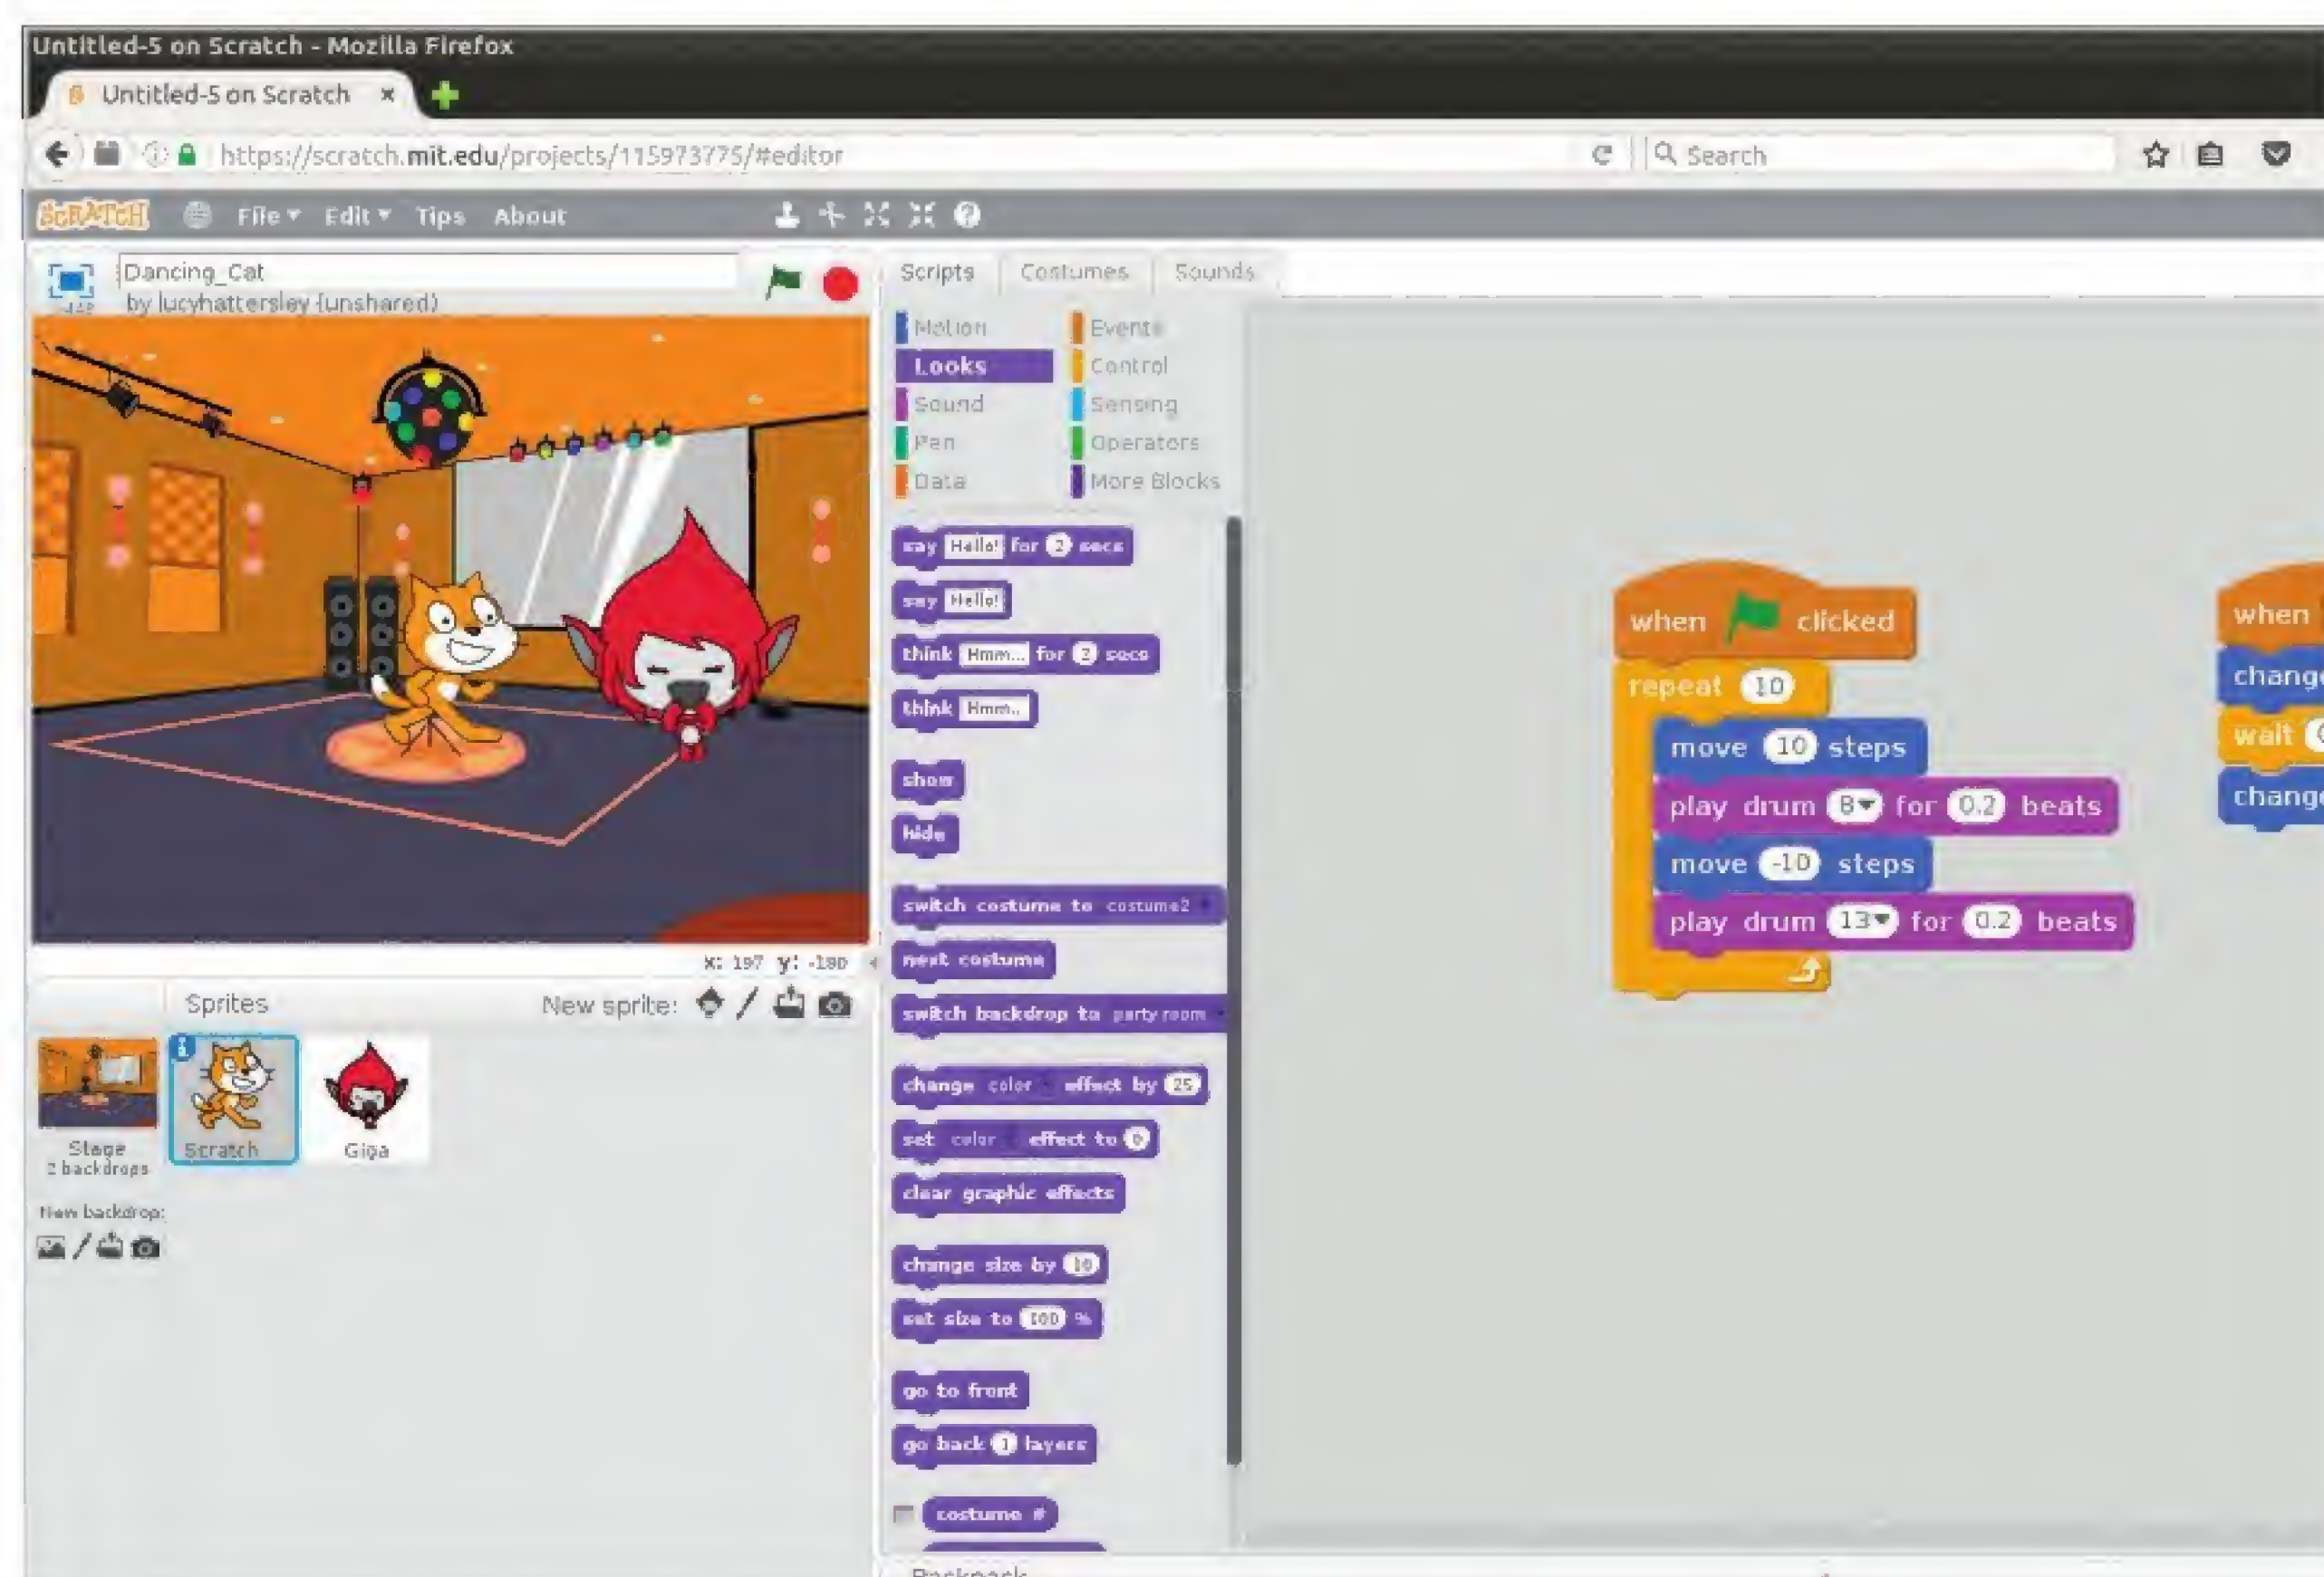 Untitled-5 on Scratch - Mozilla Firefox
Untitled-5 on Scratch
https://scratch.mit.edu/projects/115973775/#editor
Search
SCRATCH File Edit Tips About
Dancing_Cat
by lucyhattersley (unshared)
Scripts Costumes Sounds
Motion Events
Looks Control
Sound Sensing
Pen Operators
Data More Blocks
say Hello! for 2 secs
say Hello!
think Hmm... for 2 secs
think Hmm..
show
hide
switch costume to costume2
next costume
switch backdrop to party room
change color effect by 25
set color effect to 0
clear graphic effects
change size by 10
set size to 100 %
go to front
go back 1 layers
costume #
when clicked
repeat 10
move 10 steps
play drum 8 for 0.2 beats
move -10 steps
play drum 13 for 0.2 beats
when
change
wait
change
x: 197 y: -180
Sprites New sprite:
Stage
2 backdrops
Scratch
Giga
New backdrop: